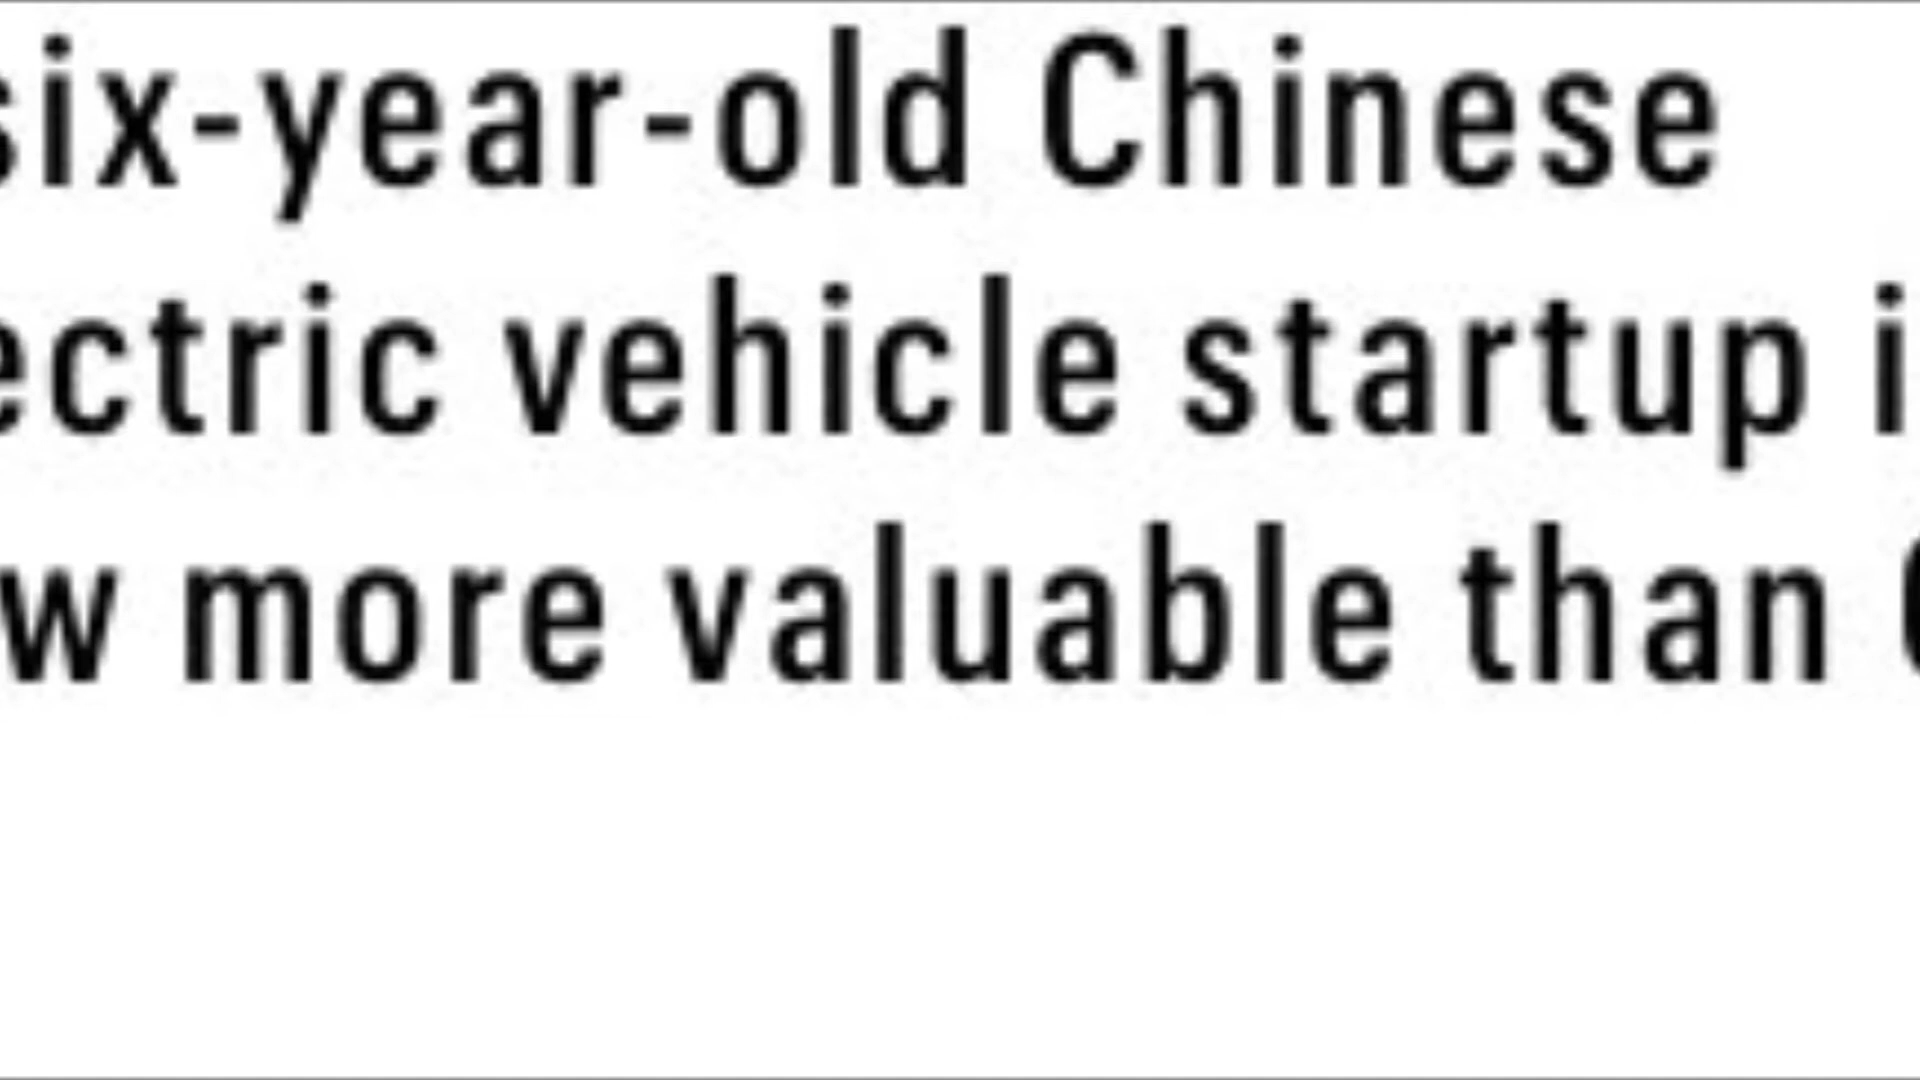 six-year-old Chinese
ectric vehicle startup i
w more valuable than